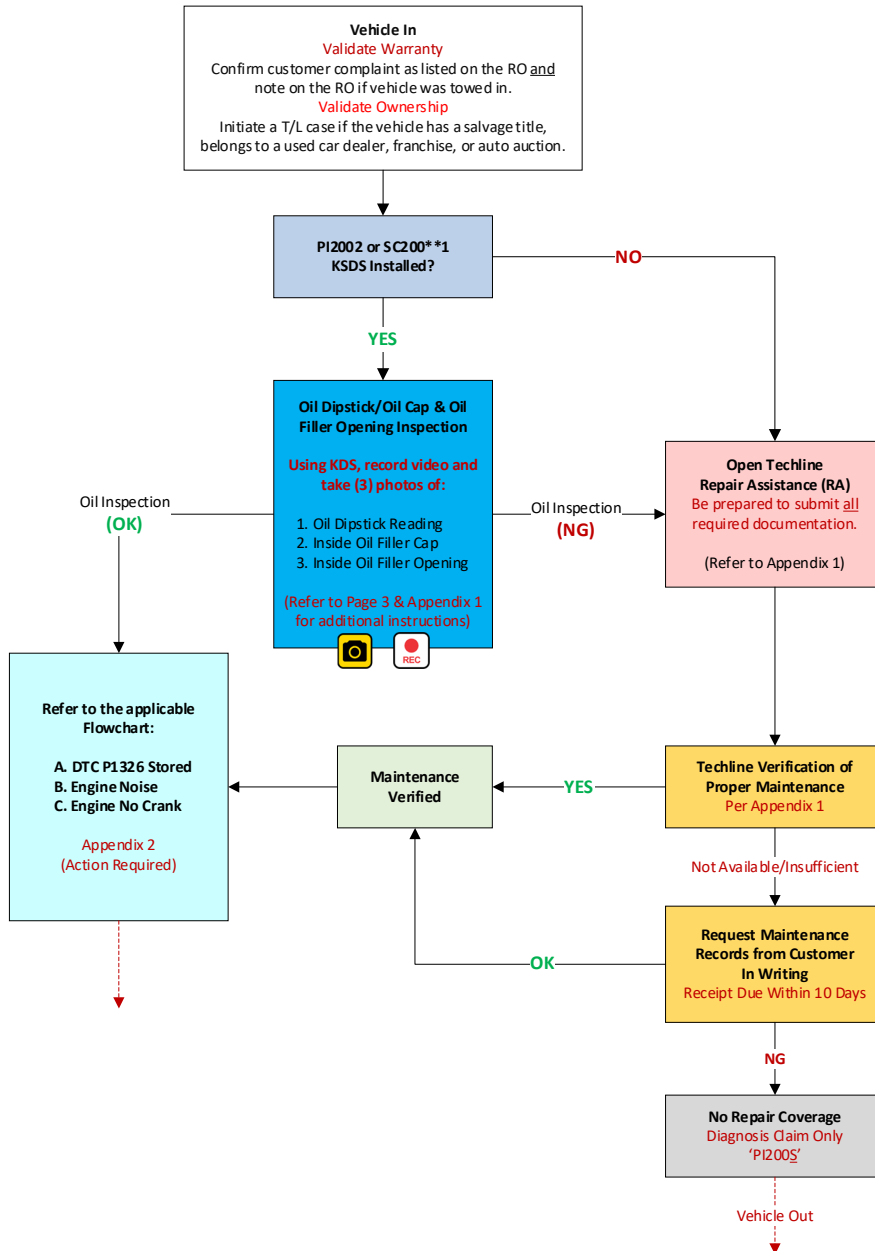 Vehicle In
Validate Warranty
Confirm customer complaint as listed on the RO and
note on the RO if vehicle was towed in.
Validate Ownership
Initiate a T/L case if the vehicle has a salvage title,
belongs to a used car dealer, franchise, or auto auction.
PI2002 or SC200**1
KSDS Installed?
NO
YES
Oil Dipstick/Oil Cap & Oil
Filler Opening Inspection
Using KDS, record video and
take (3) photos of:
1. Oil Dipstick Reading
2. Inside Oil Filler Cap
3. Inside Oil Filler Opening
(Refer to Page 3 & Appendix 1
for additional instructions)
REC
Oil Inspection
(OK)
Oil Inspection
(NG)
Open Techline
Repair Assistance (RA)
Be prepared to submit all
required documentation.
(Refer to Appendix 1)
Refer to the applicable
Flowchart:
A. DTC P1326 Stored
B. Engine Noise
C. Engine No Crank
Appendix 2
(Action Required)
Maintenance
Verified
YES
Techline Verification of
Proper Maintenance
Per Appendix 1
Not Available/Insufficient
Request Maintenance
Records from Customer
In Writing
Receipt Due Within 10 Days
OK
NG
No Repair Coverage
Diagnosis Claim Only
‘PI200S’
Vehicle Out